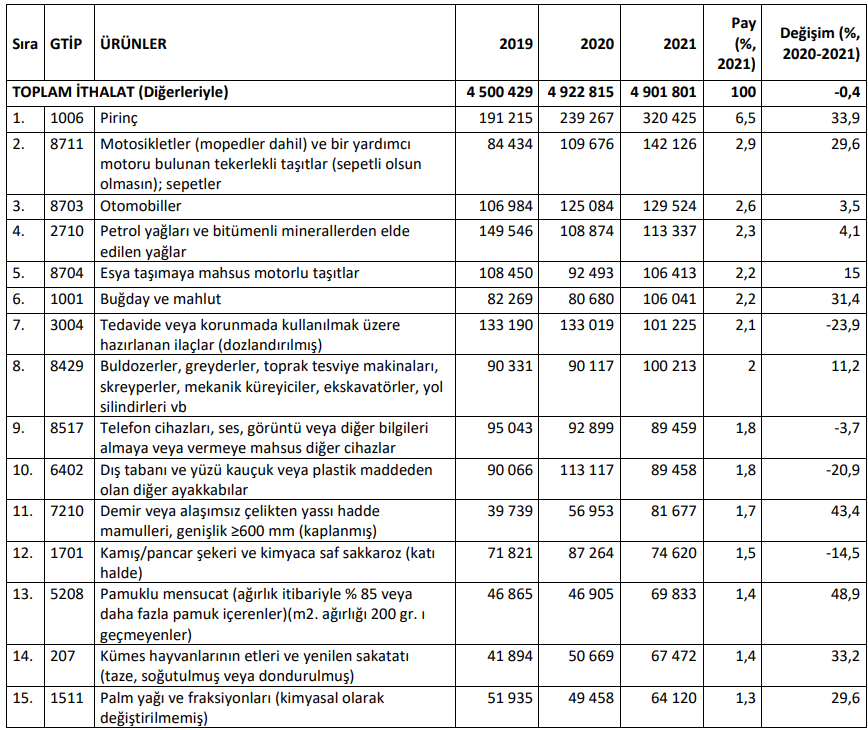 Sıra GTİP ÜRÜNLER 2019 2020 2021 Pay (%, 2021) Değişim (%, 2020-2021)
TOPLAM İTHALAT (Diğerleriyle) 4 500 429 4 922 815 4 901 801 100 -0,4
1. 1006 Pirinç 191 215 239 267 320 425 6,5 33,9
2. 8711 Motosikletler (mopedler dahil) ve bir yardımcı 84 434 109 676 142 126 2,9 29,6
motoru bulunan tekerlekli taşıtlar (sepetli olsun
olmasın); sepetler
3. 8703 Otomobiller 106 984 125 084 129 524 2,6 3,5
4. 2710 Petrol yağları ve bitümenli minerallerden elde 149 546 108 874 113 337 2,3 4,1
edilen yağlar
5. 8704 Esya taşımaya mahsus motorlu taşıtlar 108 450 92 493 106 413 2,2 15
6. 1001 Buğday ve mahlut 82 269 80 680 106 041 2,2 31,4
7. 3004 Tedavide veya korunmada kullanılmak üzere 133 190 133 019 101 225 2,1 -23,9
hazırlanan ilaçlar (dozlandırılmış)
8. 8429 Buldozerler, greyderler, toprak tesviye makinaları, 90 331 90 117 100 213 2 11,2
skreyperler, mekanik küreyiciler, ekskavatörler, yol
silindirleri vb
9. 8517 Telefon cihazları, ses, görüntü veya diğer bilgileri 95 043 92 899 89 459 1,8 -3,7
almaya veya vermeye mahsus diğer cihazlar
10. 6402 Dış tabanı ve yüzü kauçuk veya plastik maddeden 90 066 113 117 89 458 1,8 -20,9
olan diğer ayakkabılar
11. 7210 Demir veya alaşımsız çelikten yassı hadde 39 739 56 953 81 677 1,7 43,4
mamulleri, genişlik ≥600 mm (kaplanmış)
12. 1701 Kamış/pancar şekeri ve kimyaca saf sakkaroz (katı 71 821 87 264 74 620 1,5 -14,5
halde)
13. 5208 Pamuklu mensucat (ağırlık itibariyle % 85 veya 46 865 46 905 69 833 1,4 48,9
daha fazla pamuk içerenler)(m2. ağırlığı 200 gr. ı
geçmeyenler)
14. 207 Kümes hayvanlarının etleri ve yenilen sakatatı 41 894 50 669 67 472 1,4 33,2
(taze, soğutulmuş veya dondurulmuş)
15. 1511 Palm yağı ve fraksiyonları (kimyasal olarak 51 935 49 458 64 120 1,3 29,6
değiştirilmemiş)